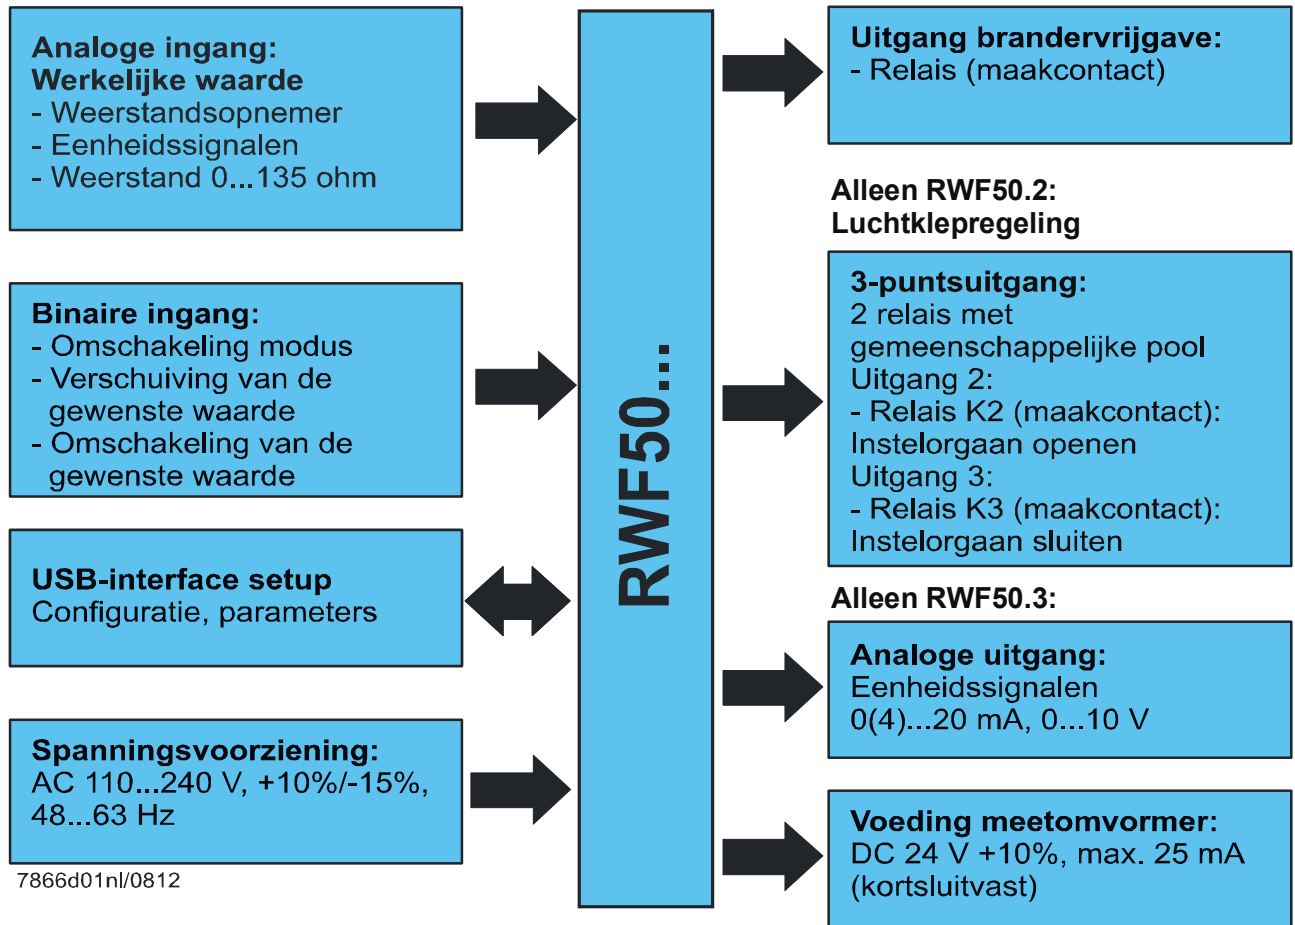 Analoge ingang:
Werkelijke waarde
- Weerstandsopnemer
- Eenheidssignalen
- Weerstand 0...135 ohm
Binaire ingang:
- Omschakeling modus
- Verschuiving van de
gewenste waarde
- Omschakeling van de
gewenste waarde
USB-interface setup
Configuratie, parameters
Spanningsvoorziening:
AC 110...240 V, +10%/-15%,
48...63 Hz
7866d01nl/0812
RWF50...
Uitgang brandervrijgave:
- Relais (maakcontact)
Alleen RWF50.2:
Luchtklepregeling
3-puntsuitgang:
2 relais met
gemeenschappelijke pool
Uitgang 2:
- Relais K2 (maakcontact):
Instelorgaan openen
Uitgang 3:
- Relais K3 (maakcontact):
Instelorgaan sluiten
Alleen RWF50.3:
Analoge uitgang:
Eenheidssignalen
0(4)...20 mA, 0...10 V
Voeding meetomvormer:
DC 24 V +10%, max. 25 mA
(kortsluitvast)